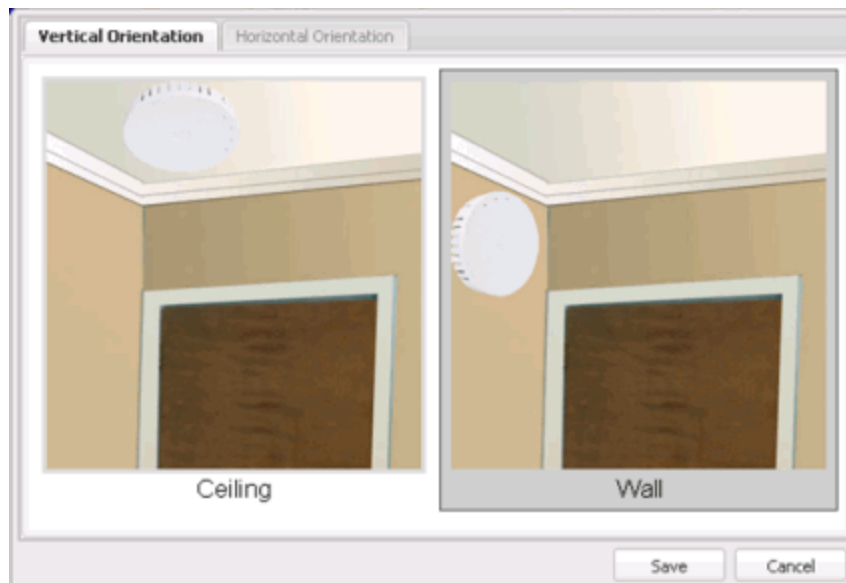 Vertical Orientation
Horizontal Orientation
Ceiling
Wall
Save
Cancel